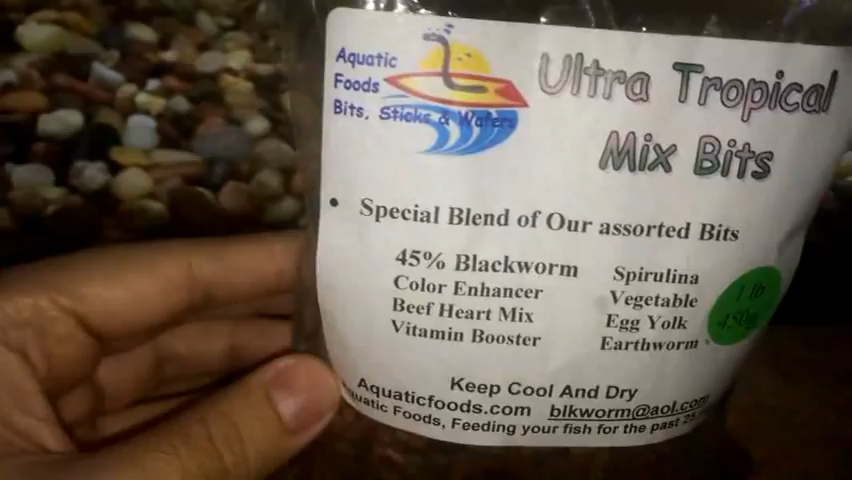 Aquatic
Foods
Bits, Sticks & Wafers
Ultra Tropical
Mix Bits
• Special Blend of Our assorted Bits
45% Blackworm
Color Enhancer
Beef Heart Mix
Vitamin Booster
Spirulina
Vegetable
Egg Yolk
Earthworm
1 lb
450g
Keep Cool And Dry
Aquaticfoods.com blkworm@aol.com
Aquatic Foods, Feeding your fish for the past 25